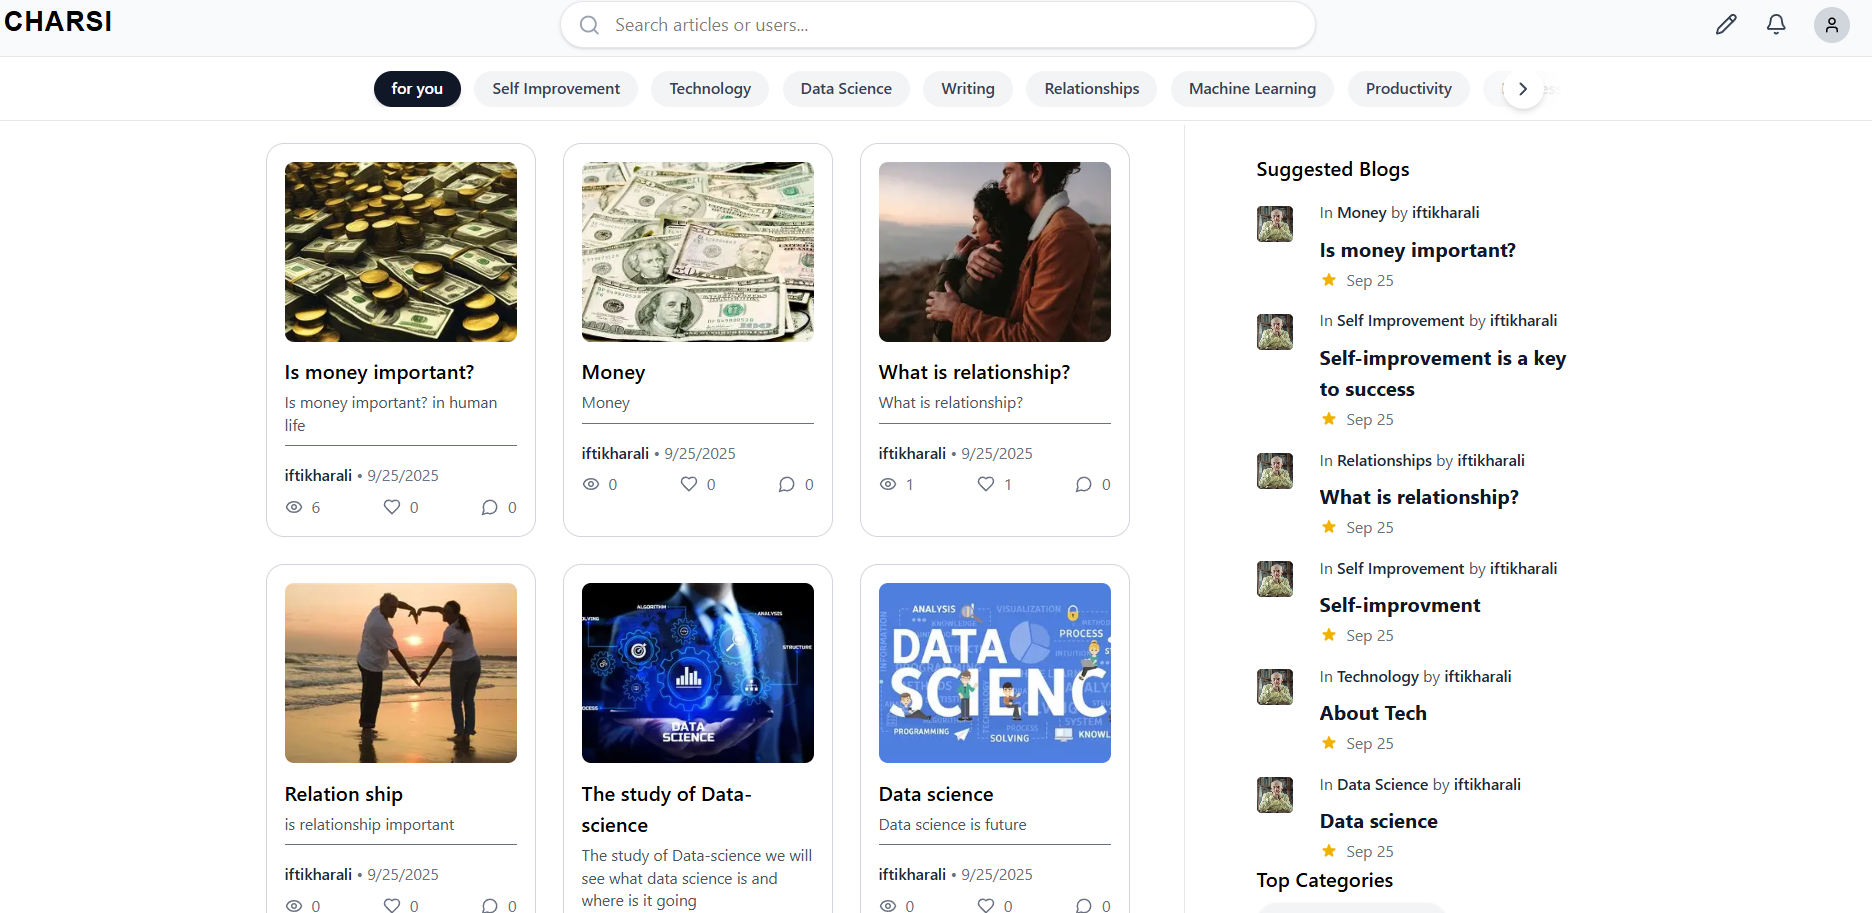 CHARSI
Search articles or users...
for you
Self Improvement
Technology
Data Science
Writing
Relationships
Machine Learning
Productivity
Is money important?
Is money important? in human
life
iftikharali • 9/25/2025
6 0 0
Money
Money
iftikharali • 9/25/2025
0 0 0
What is relationship?
What is relationship?
iftikharali • 9/25/2025
1 1 0
Relation ship
is relationship important
iftikharali • 9/25/2025
0 0 0
ALGORITHM
ANALYSIS
STRUCTURE
DATA
SCIENCE
The study of Data-
science
The study of Data-science we will
see what data science is and
where is it going
ANALYSIS
VISUALIZATION
PROCESS
DATA
SCIENC
PROGRAMMING
PROCESS
SOLVING
SYSTEM
KNOWL
Data science
Data science is future
iftikharali • 9/25/2025
0 0 0
Suggested Blogs
In Money by iftikharali
Is money important?
Sep 25
In Self Improvement by iftikharali
Self-improvement is a key
to success
Sep 25
In Relationships by iftikharali
What is relationship?
Sep 25
In Self Improvement by iftikharali
Self-improvment
Sep 25
In Technology by iftikharali
About Tech
Sep 25
In Data Science by iftikharali
Data science
Sep 25
Top Categories